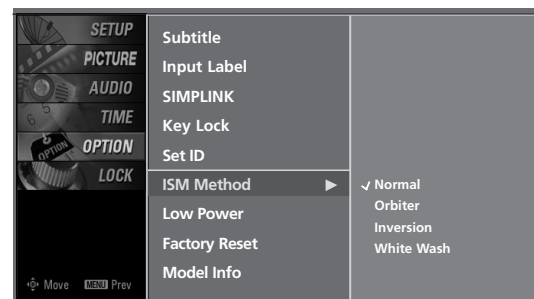 SETUP
PICTURE
AUDIO
TIME
OPTION
LOCK
Move MENU Prev
Subtitle
Input Label
SIMPLINK
Key Lock
Set ID
ISM Method ▶
Low Power
Factory Reset
Model Info
✓ Normal
Orbiter
Inversion
White Wash